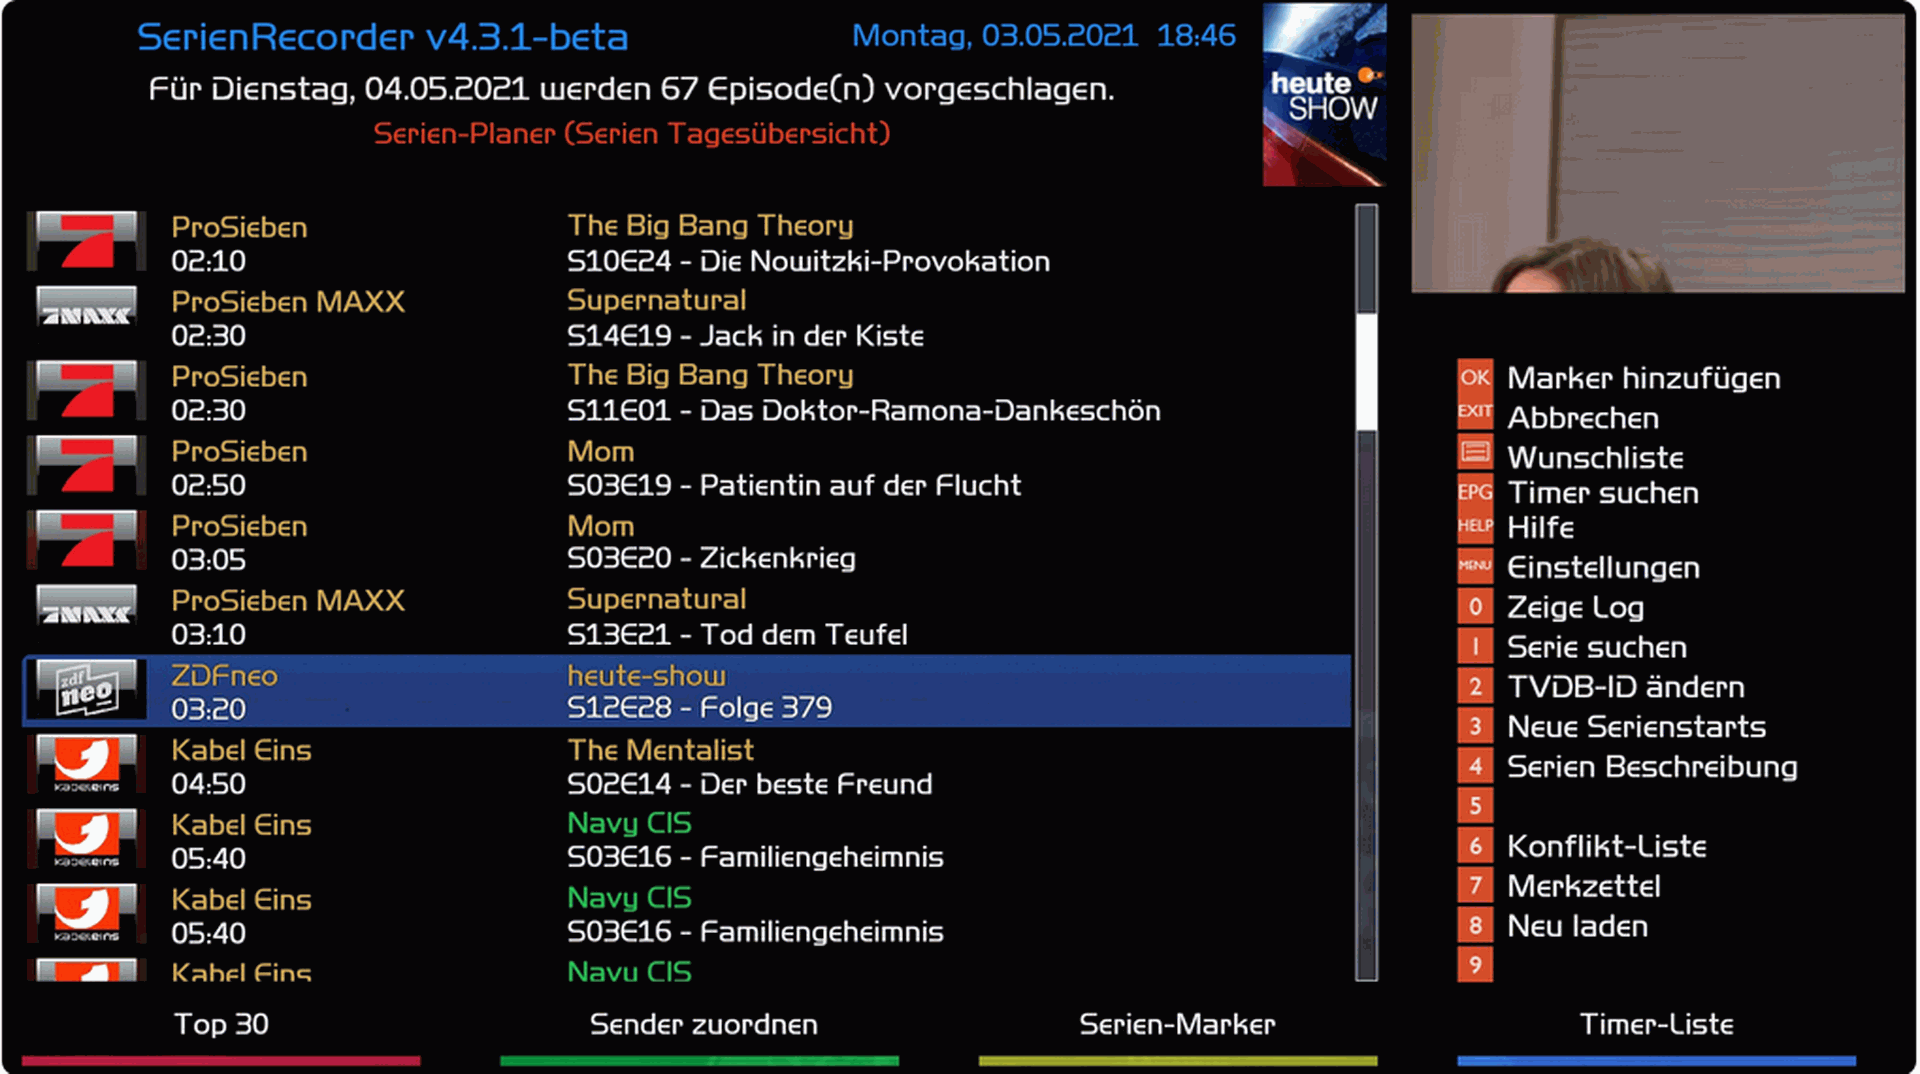 SerienRecorder v4.3.1-beta
Montag, 03.05.2021 18:46
Für Dienstag, 04.05.2021 werden 67 Episode(n) vorgeschlagen.
Serien-Planer (Serien Tagesübersicht)
heute
SHOW
ProSieben
The Big Bang Theory
02:10
S10E24 - Die Nowitzki-Provokation
MAXX
ProSieben MAXX
Supernatural
02:30
S14E19 - Jack in der Kiste
ProSieben
The Big Bang Theory
02:30
S11E01 - Das Doktor-Ramona-Dankeschön
ProSieben
Mom
02:50
S03E19 - Patientin auf der Flucht
ProSieben
Mom
03:05
S03E20 - Zickenkrieg
MAXX
ProSieben MAXX
Supernatural
03:10
S13E21 - Tod dem Teufel
zdf
neo
ZDFneo
heute-show
03:20
S12E28 - Folge 379
kabeleins
Kabel Eins
The Mentalist
04:50
S02E14 - Der beste Freund
kabeleins
Kabel Eins
Navy CIS
05:40
S03E16 - Familiengeheimnis
kabeleins
Kabel Eins
Navy CIS
05:40
S03E16 - Familiengeheimnis
Kabel Eins
Navy CIS
OK Marker hinzufügen
EXIT Abbrechen
Wunschliste
EPG Timer suchen
HELP Hilfe
MENU Einstellungen
0 Zeige Log
1 Serie suchen
2 TVDB-ID ändern
3 Neue Serienstarts
4 Serien Beschreibung
5
6 Konflikt-Liste
7 Merkzettel
8 Neu laden
9
Top 30
Sender zuordnen
Serien-Marker
Timer-Liste